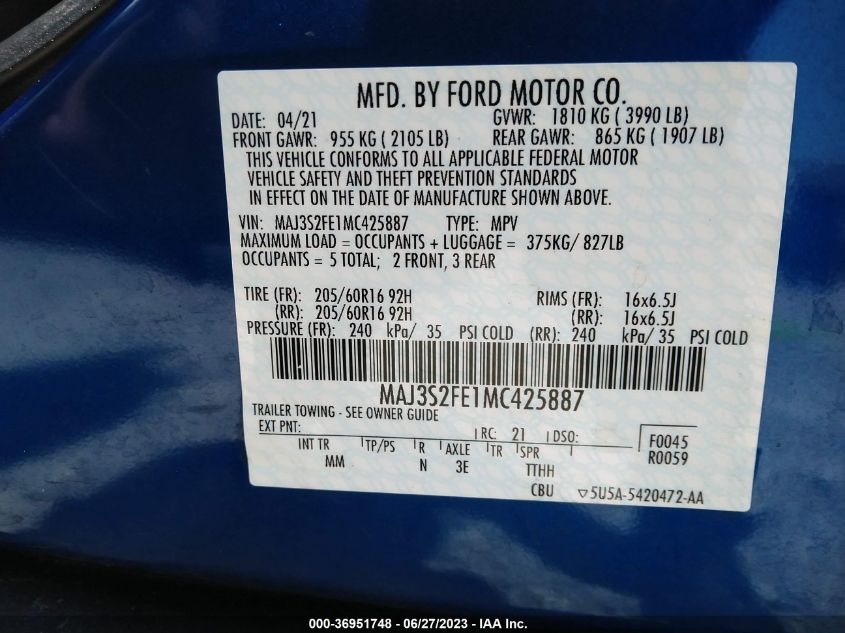 MFD. BY FORD MOTOR CO.
DATE: 04/21 GVWR: 1810 KG ( 3990 LB)
FRONT GAWR: 955 KG ( 2105 LB) REAR GAWR: 865 KG ( 1907 LB)
THIS VEHICLE CONFORMS TO ALL APPLICABLE FEDERAL MOTOR
VEHICLE SAFETY AND THEFT PREVENTION STANDARDS
IN EFFECT ON THE DATE OF MANUFACTURE SHOWN ABOVE.
VIN: MAJ3S2FE1MC425887 TYPE: MPV
MAXIMUM LOAD = OCCUPANTS + LUGGAGE = 375KG/ 827LB
OCCUPANTS = 5 TOTAL; 2 FRONT, 3 REAR
TIRE (FR): 205/60R16 92H RIMS (FR): 16x6.5J
(RR): 205/60R16 92H (RR): 16x6.5J
PRESSURE (FR): 240 kPa/ 35 PSI COLD (RR): 240 kPa/ 35 PSI COLD
MAJ3S2FE1MC425887
TRAILER TOWING - SEE OWNER GUIDE
EXT PNT: RC: 21 DSO: F0045
INT TR TP/PS R AXLE TR SPR R0059
MM N 3E TTHH
CBU 5U5A-5420472-AA
000-36951748 - 06/27/2023 - IAA Inc.